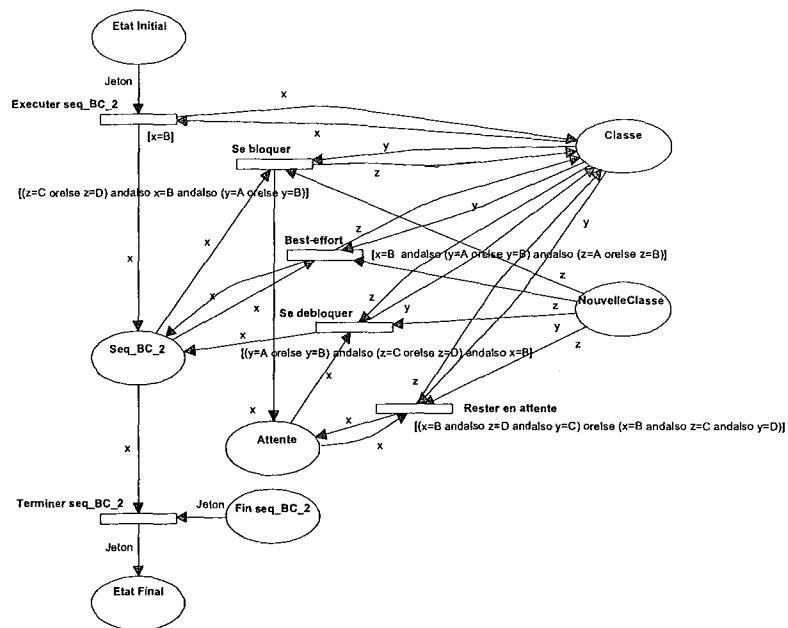 Etat Initial
Jeton
Executer seq_BC_2
x
x
[x=B]
Classe
Se bloquer
y
z
[(z=C orelse z=D) andalso x=B andalso (y=A orelse y=B)]
x
x
z
y
y
Best-effort
[x=B andalso (y=A orelse y=B) andalso (z=A orelse z=B)]
z
x
x
NouvelleClasse
z
Se debloquer
y
z
y
x
Seq_BC_2
[(y=A orelse y=B) andalso (z=C orelse z=D) andalso x=B]
z
x
z
Rester en attente
x
x
Attente
x
[(x=B andalso z=D andalso y=C) orelse (x=B andalso z=C andalso y=D)]
x
Terminer seq_BC_2
Jeton
Fin seq_BC_2
Jeton
Etat Final